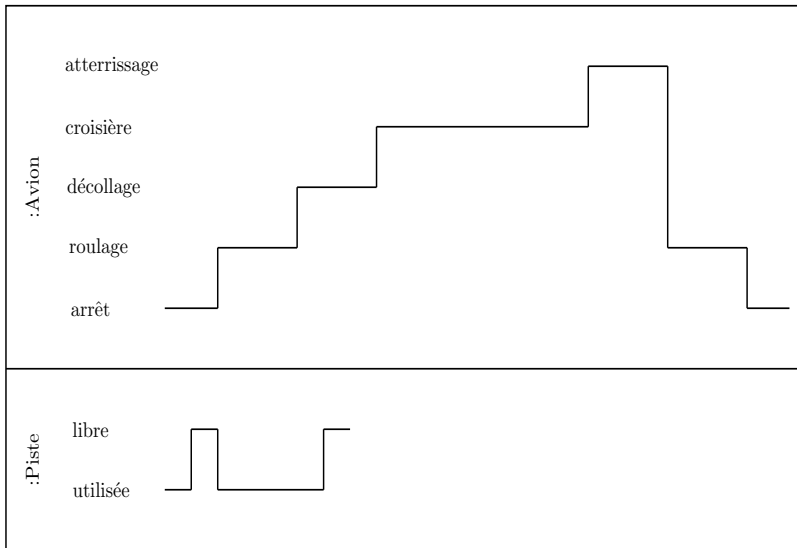 :Avion
atterrissage
croisière
décollage
roulage
arrêt
:Piste
libre
utilisée